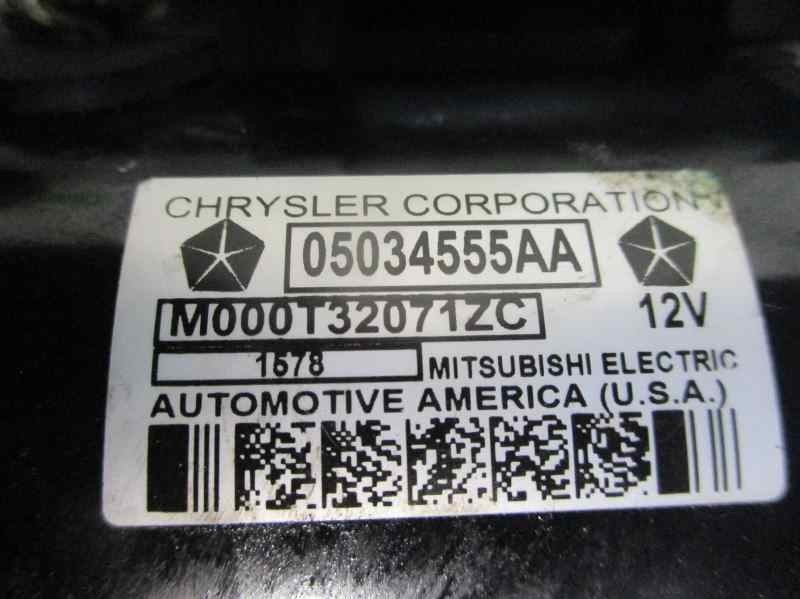 CHRYSLER CORPORATION
05034555AA
M000T32071ZC 12V
1578 MITSUBISHI ELECTRIC
AUTOMOTIVE AMERICA (U.S.A.)